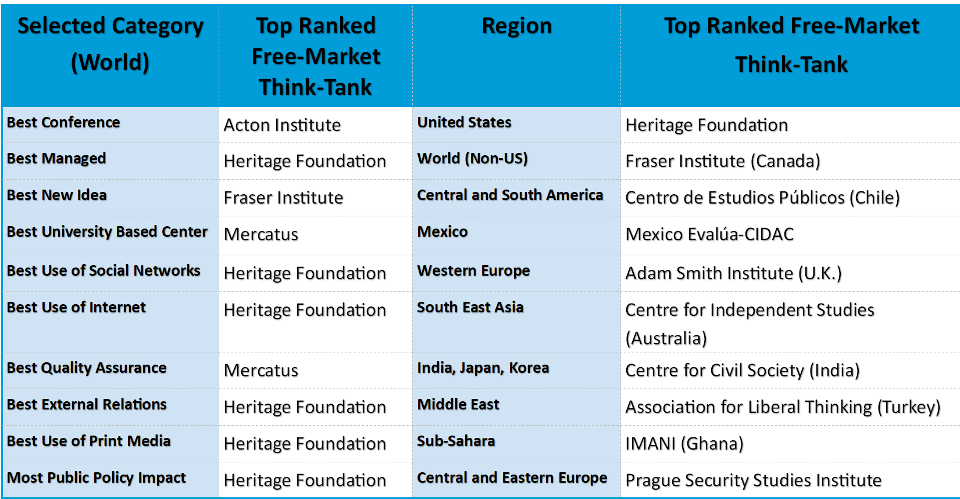 Selected Category (World) Top Ranked Free-Market Think-Tank Region Top Ranked Free-Market Think-Tank
Best Conference Acton Institute United States Heritage Foundation
Best Managed Heritage Foundation World (Non-US) Fraser Institute (Canada)
Best New Idea Fraser Institute Central and South America Centro de Estudios Públicos (Chile)
Best University Based Center Mercatus Mexico Mexico Evalúa-CIDAC
Best Use of Social Networks Heritage Foundation Western Europe Adam Smith Institute (U.K.)
Best Use of Internet Heritage Foundation South East Asia Centre for Independent Studies (Australia)
Best Quality Assurance Mercatus India, Japan, Korea Centre for Civil Society (India)
Best External Relations Heritage Foundation Middle East Association for Liberal Thinking (Turkey)
Best Use of Print Media Heritage Foundation Sub-Sahara IMANI (Ghana)
Most Public Policy Impact Heritage Foundation Central and Eastern Europe Prague Security Studies Institute